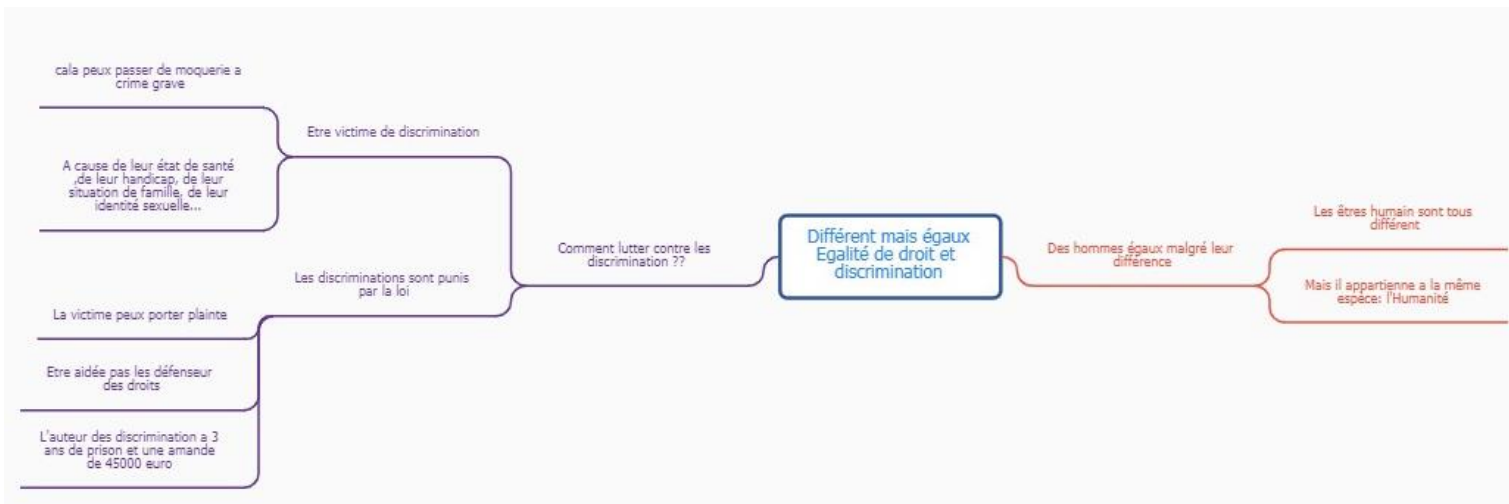 cala peux passer de moquerie a
crime grave
Etre victime de discrimination
A cause de leur état de santé
,de leur handicap, de leur
situation de famille, de leur
identité sexuelle...
Comment lutter contre les
discrimination ??
Les discriminations sont punis
par la loi
La victime peux porter plainte
Etre aidée pas les défenseur
des droits
L'auteur des discrimination a 3
ans de prison et une amande
de 45000 euro
Différent mais égaux
Egalité de droit et
discrimination
Des hommes égaux malgré leur
différence
Les êtres humain sont tous
différent
Mais il appartienne a la même
espèce: l'Humanité